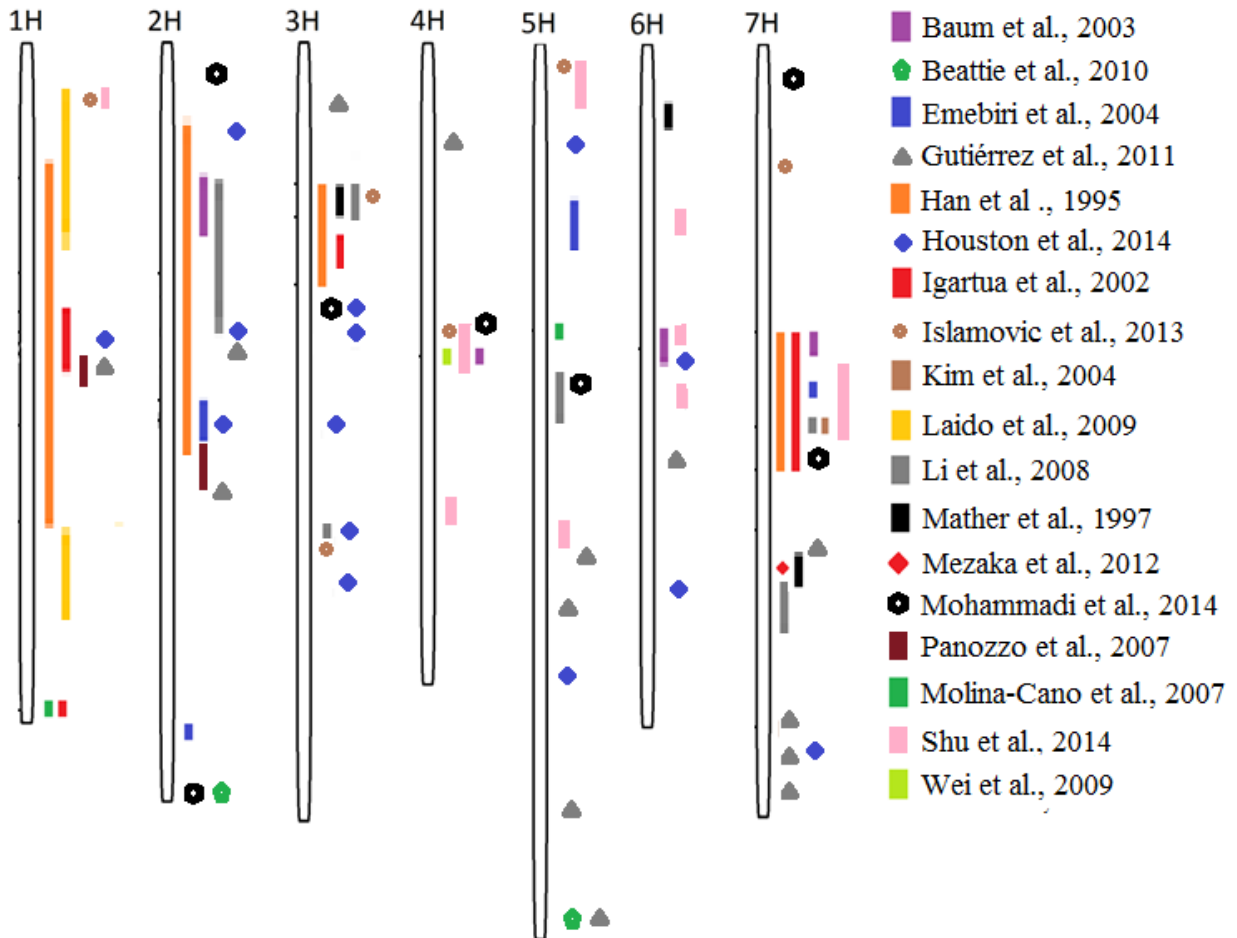 1H 2H 3H 4H 5H 6H 7H
Baum et al., 2003
Beattie et al., 2010
Emebiri et al., 2004
Gutiérrez et al., 2011
Han et al ., 1995
Houston et al., 2014
Igartua et al., 2002
Islamovic et al., 2013
Kim et al., 2004
Laido et al., 2009
Li et al., 2008
Mather et al., 1997
Mezaka et al., 2012
Mohammadi et al., 2014
Panozzo et al., 2007
Molina-Cano et al., 2007
Shu et al., 2014
Wei et al., 2009